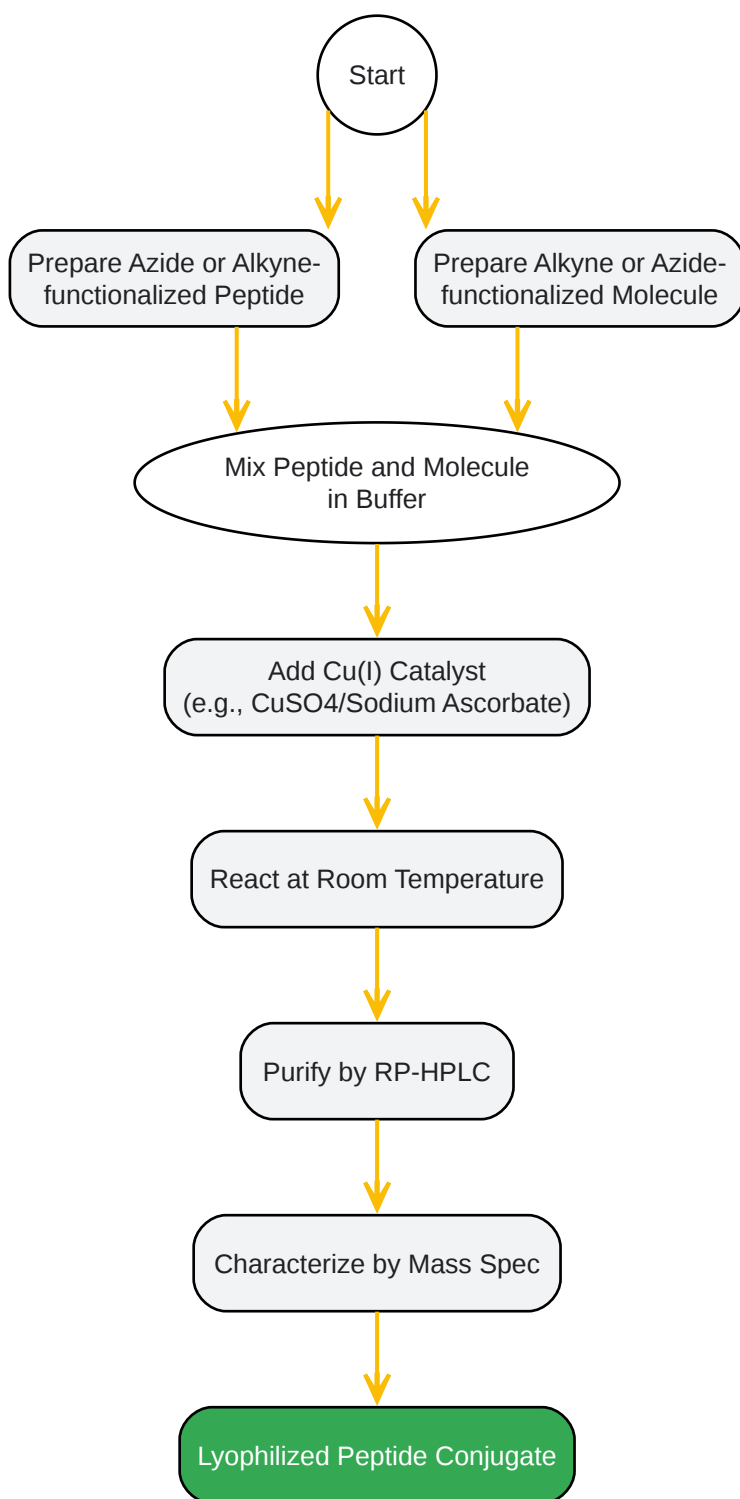 Start
Prepare Azide or Alkyne-
functionalized Peptide
Prepare Alkyne or Azide-
functionalized Molecule
Mix Peptide and Molecule
in Buffer
Add Cu(I) Catalyst
(e.g., CuSO4/Sodium Ascorbate)
React at Room Temperature
Purify by RP-HPLC
Characterize by Mass Spec
Lyophilized Peptide Conjugate